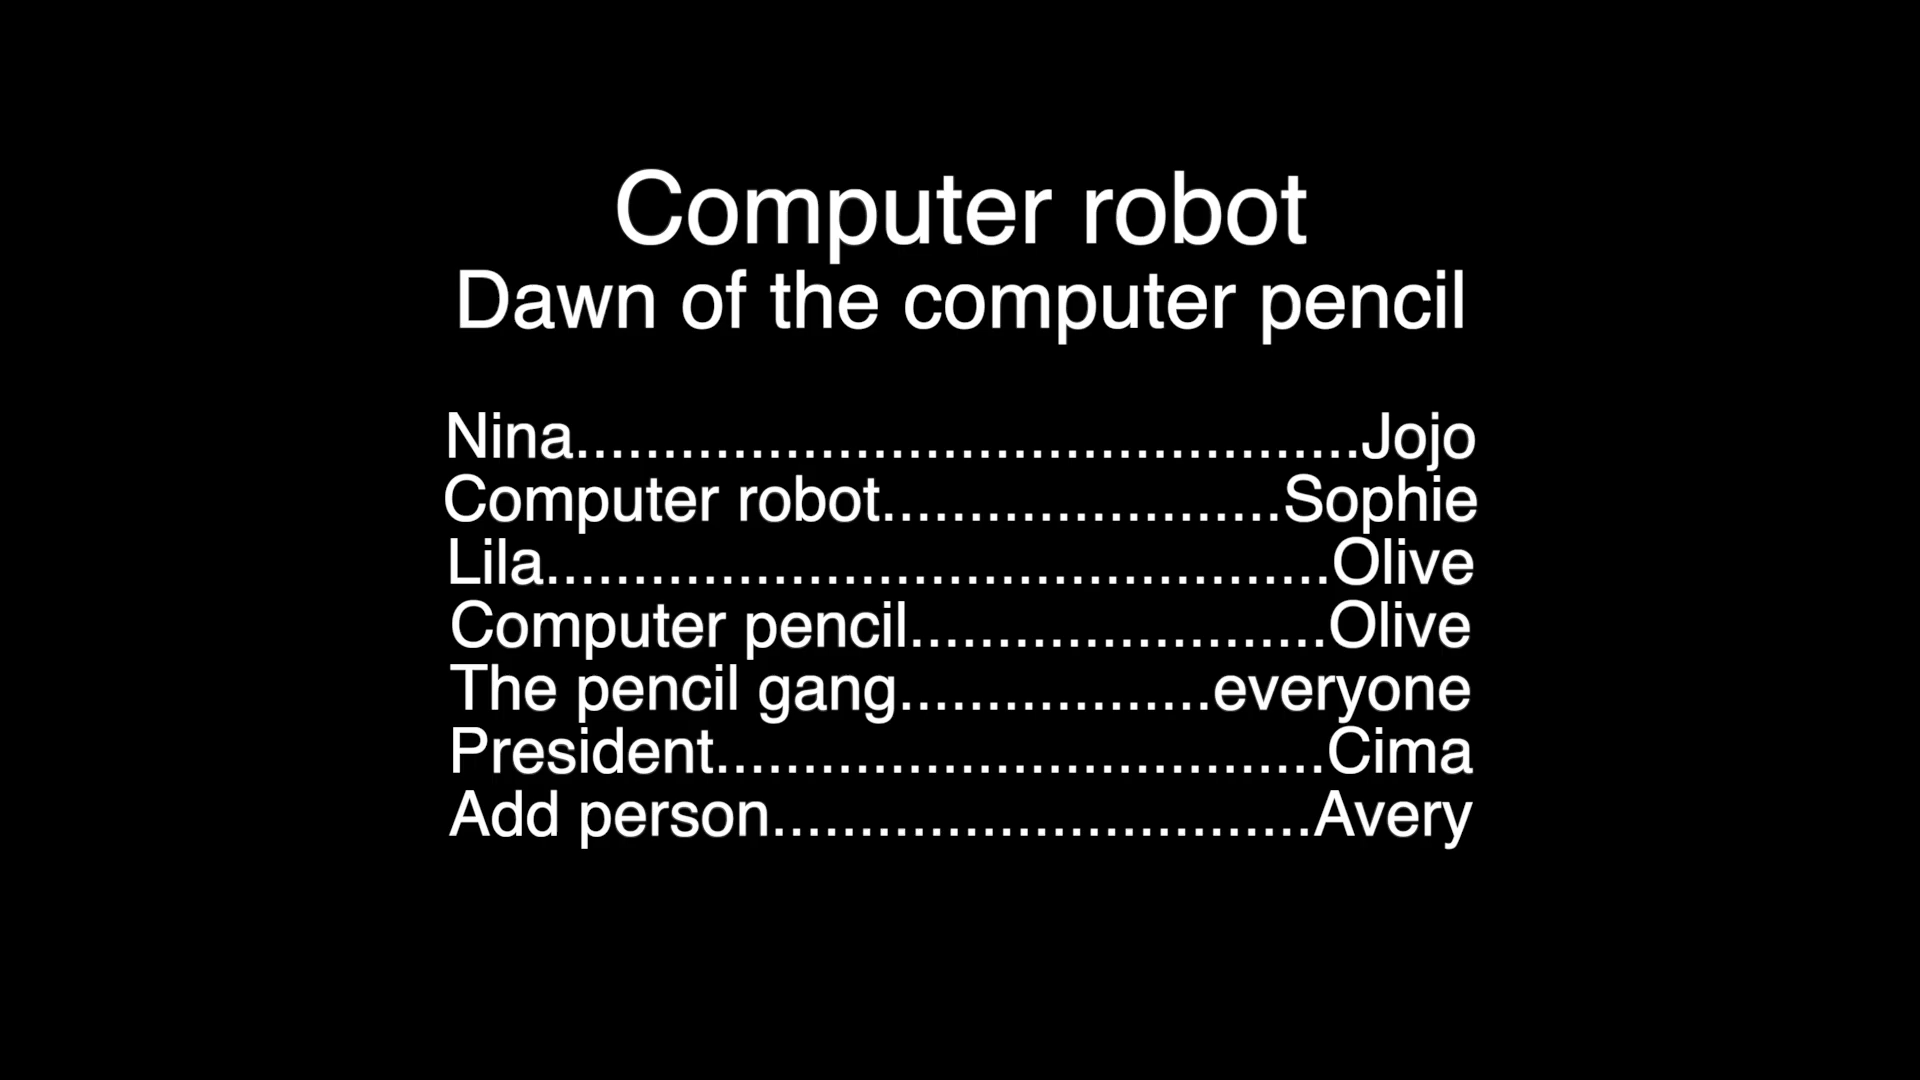 Computer robot
Dawn of the computer pencil
Nina.............................................Jojo
Computer robot.......................Sophie
Lila.............................................Olive
Computer pencil........................Olive
The pencil gang..................everyone
President...................................Cima
Add person...............................Avery